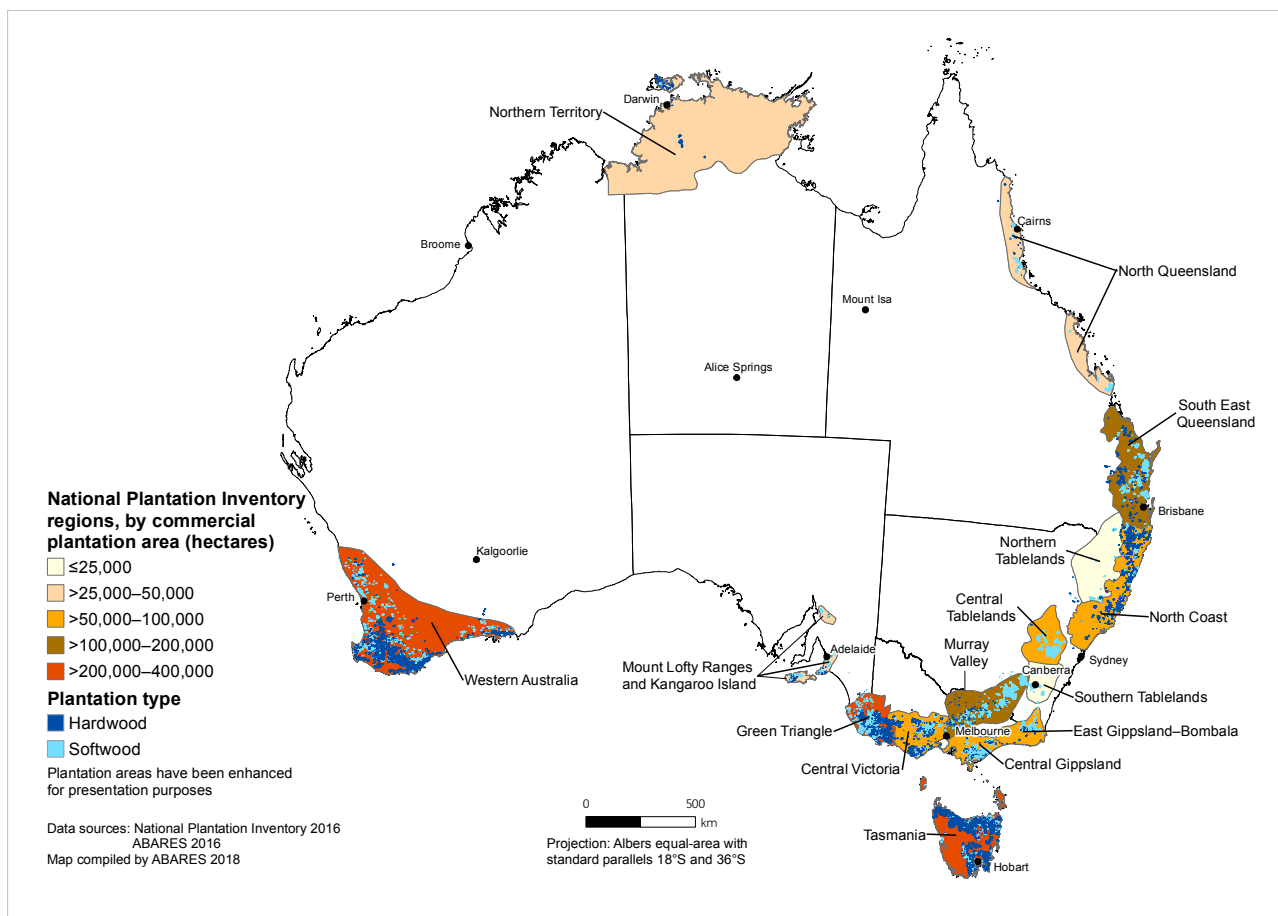 Darwin
Northern Territory
Cairns
Broome
North Queensland
Mount Isa
Alice Springs
South East
Queensland
National Plantation Inventory
regions, by commercial
plantation area (hectares)
≤25,000
>25,000–50,000
>50,000–100,000
>100,000–200,000
>200,000–400,000
Plantation type
Hardwood
Softwood
Plantation areas have been enhanced
for presentation purposes
Data sources: National Plantation Inventory 2016
ABARES 2016
Map compiled by ABARES 2018
Kalgoorlie
Perth
Western Australia
Brisbane
Northern
Tablelands
Central
Tablelands
North Coast
Murray
Valley
Adelaide
Sydney
Canberra
Mount Lofty Ranges
and Kangaroo Island
Southern Tablelands
Green Triangle
Melbourne
East Gippsland–Bombala
Central Victoria
Central Gippsland
0
500
km
Projection: Albers equal-area with
standard parallels 18°S and 36°S
Tasmania
Hobart